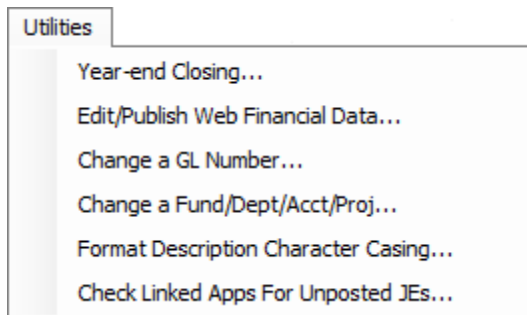 Utilities
Year-end Closing...
Edit/Publish Web Financial Data...
Change a GL Number...
Change a Fund/Dept/Acct/Proj...
Format Description Character Casing...
Check Linked Apps For Unposted JEs...